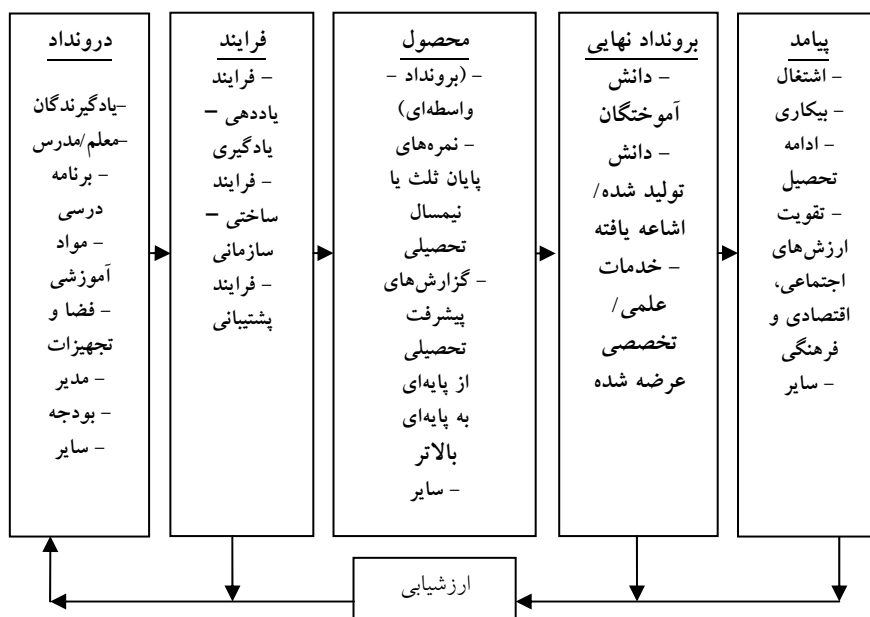 درونداد
–یادگیرندگان
–معلم/مدرس
– برنامه
درسی
– مواد
آموزشی
– فضا و
تجهیزات
– مدیر
– بودجه
– سایر
فرایند
– فرایند
یاددهی –
یادگیری
– فرایند
ساختی –
سازمانی
– فرایند
پشتیبانی
محصول
– (برونداد –
واسطه‌ای)
– نمره‌های
پایان ثلث یا
نیمسال
تحصیلی
– گزارش‌های
پیشرفت
تحصیلی
از پایه‌ای
به پایه‌ای
بالاتر
– سایر
برونداد نهایی
– دانش
آموختگان
– دانش
تولید شده/
اشاعه یافته
– خدمات
علمی/
تخصصی
عرضه شده
پیامد
– اشتغال
– بیکاری
– ادامه
تحصیل
– تقویت
ارزش‌های
اجتماعی،
اقتصادی و
فرهنگی
– سایر
ارزشیابی